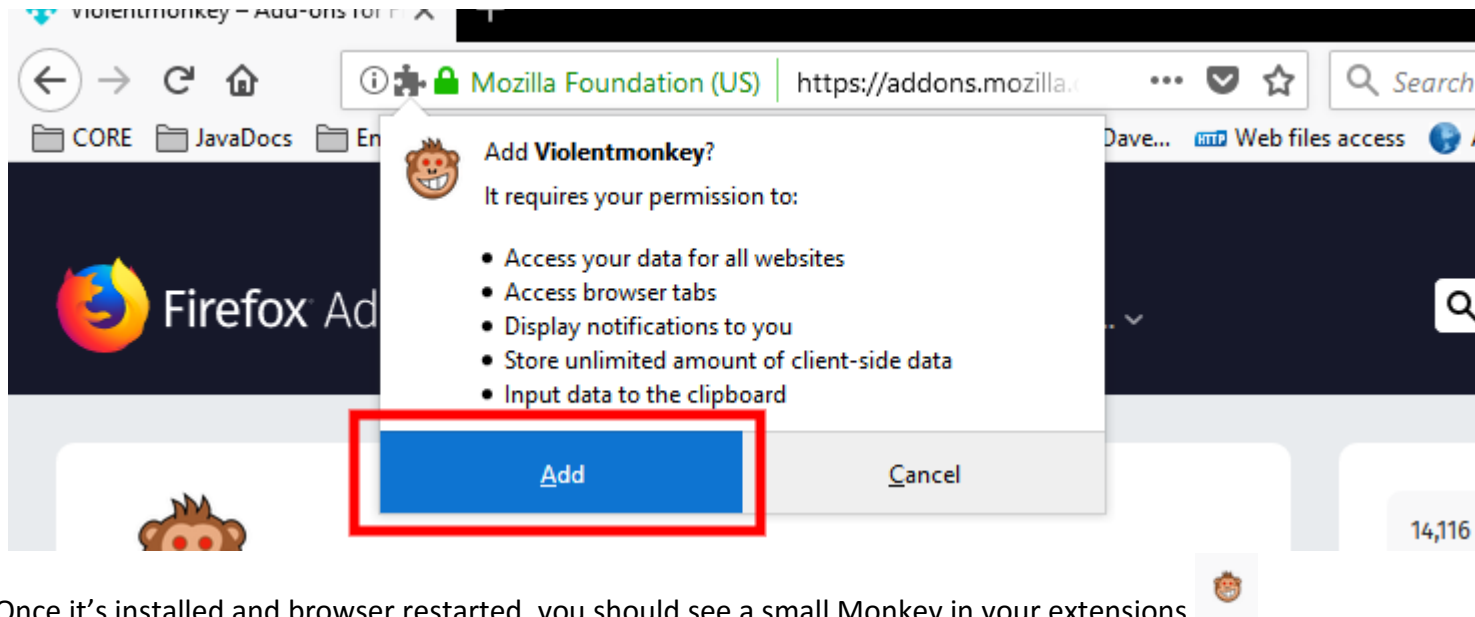 Violentmonkey – Add-ons for F
Mozilla Foundation (US) https://addons.mozilla. Search
CORE JavaDocs En Dave... HTTP Web files access
Add Violentmonkey?
It requires your permission to:
• Access your data for all websites
• Access browser tabs
• Display notifications to you
• Store unlimited amount of client-side data
• Input data to the clipboard
Firefox Ad
Add Cancel
14,116
Once it's installed and browser restarted, you should see a small Monkey in your extensions